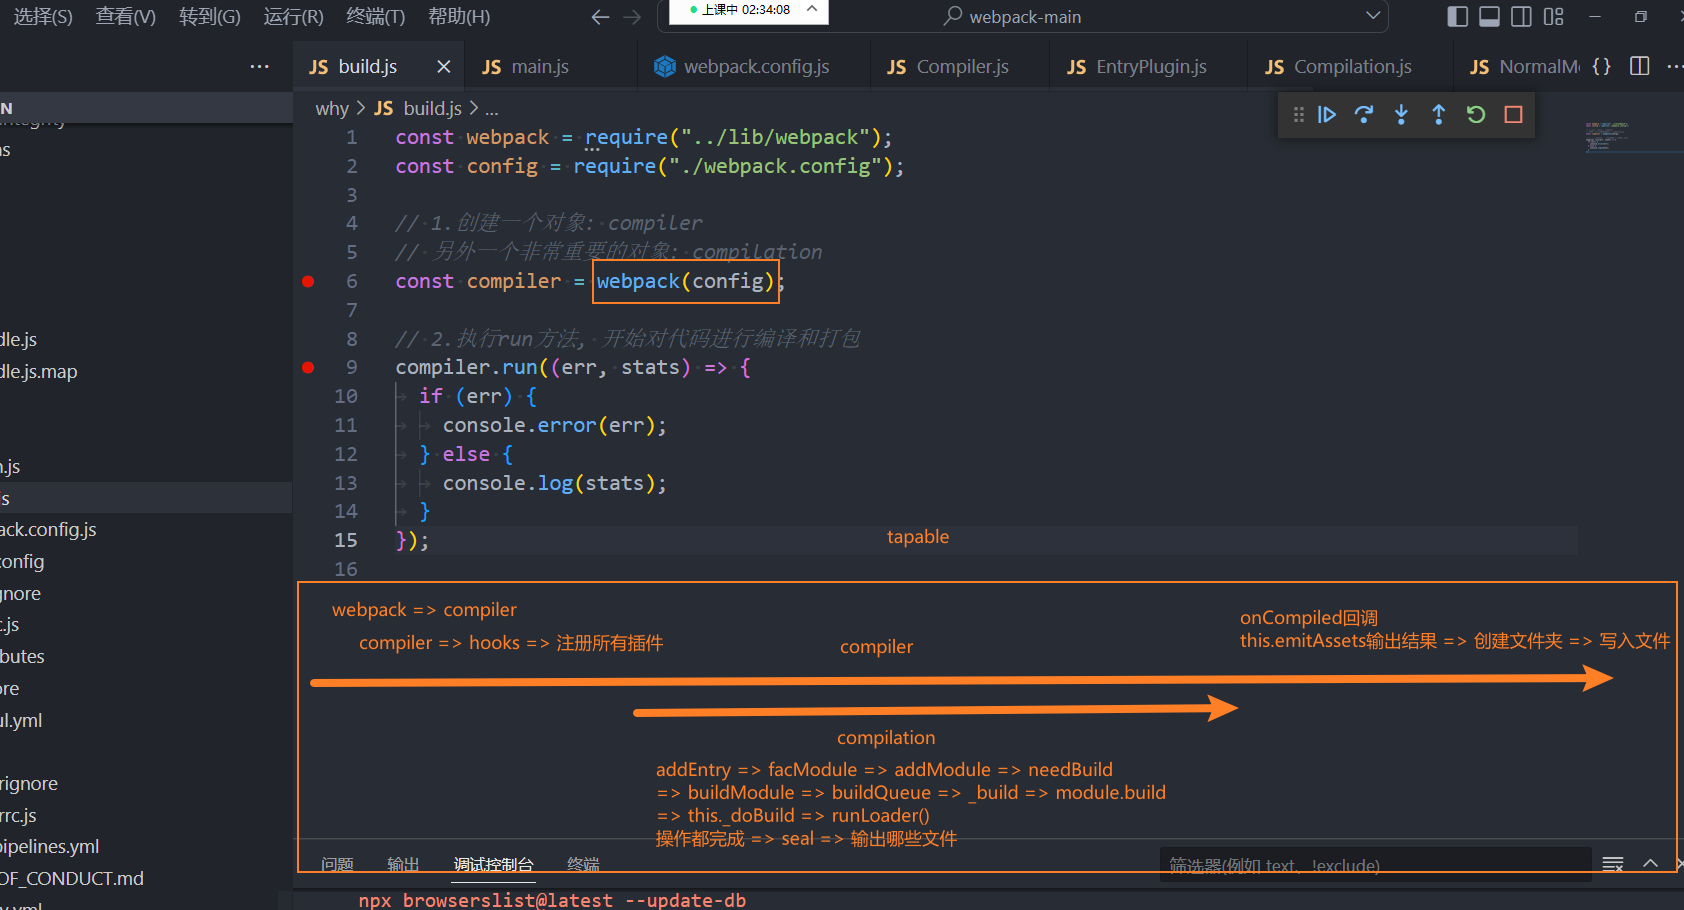 选择(S) 查看(V) 转到(G) 运行(R) 终端(T) 帮助(H) 上课中 02:34:08 webpack-main
JS build.js JS main.js webpack.config.js JS Compiler.js JS EntryPlugin.js JS Compilation.js JS NormalM
N
ns
dle.js
dle.js.map
n.js
js
ack.config.js
config
gnore
c.js
ibutes
ore
ul.yml
rignore
rrc.js
pipelines.yml
OF_CONDUCT.md
why > JS build.js > ...
1 const webpack = require("../lib/webpack");
2 const config = require("./webpack.config");
3
4 // 1.创建一个对象: compiler
5 // 另外一个非常重要的对象: compilation
6 const compiler = webpack(config);
7
8 // 2.执行run方法, 开始对代码进行编译和打包
9 compiler.run((err, stats) => {
10 if (err) {
11 console.error(err);
12 } else {
13 console.log(stats);
14 }
15 });
16
tapable
webpack => compiler
compiler => hooks => 注册所有插件
compiler
onCompiled回调
this.emitAssets输出结果 => 创建文件夹 => 写入文件
compilation
addEntry => facModule => addModule => needBuild
=> buildModule => buildQueue => _build => module.build
=> this._doBuild => runLoader()
操作都完成 => seal => 输出哪些文件
问题 输出 调试控制台 终端 筛选器(例如 text、!exclude)
npx browserslist@latest --update-db